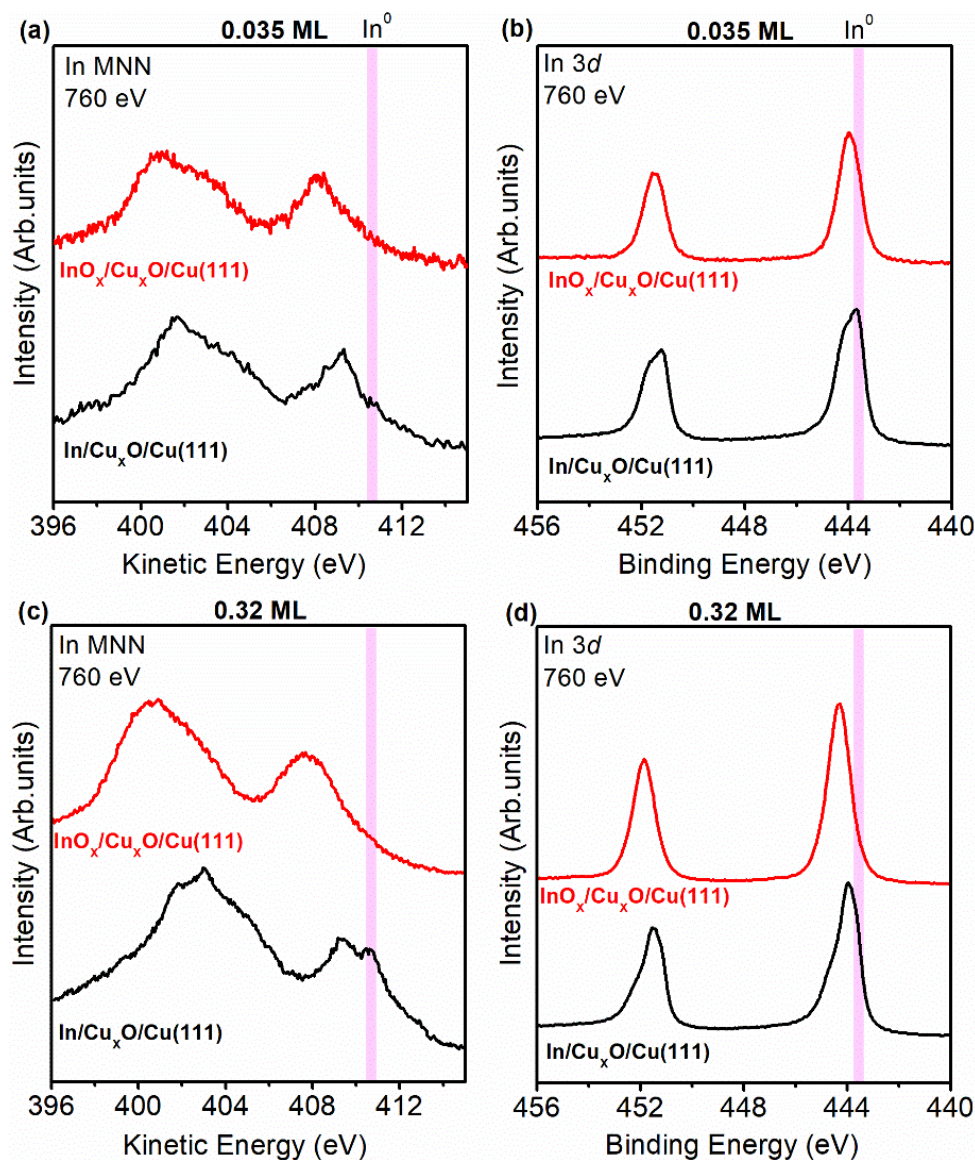 (a) 0.035 ML In⁰
In MNN
760 eV
InOₓ/CuₓO/Cu(111)
In/CuₓO/Cu(111)
Intensity (Arb.units)
396 400 404 408 412
Kinetic Energy (eV)
(b) 0.035 ML In⁰
In 3d
760 eV
InOₓ/CuₓO/Cu(111)
In/CuₓO/Cu(111)
Intensity (Arb.units)
456 452 448 444 440
Binding Energy (eV)
(c) 0.32 ML
In MNN
760 eV
InOₓ/CuₓO/Cu(111)
In/CuₓO/Cu(111)
Intensity (Arb.units)
396 400 404 408 412
Kinetic Energy (eV)
(d) 0.32 ML
In 3d
760 eV
InOₓ/CuₓO/Cu(111)
In/CuₓO/Cu(111)
Intensity (Arb.units)
456 452 448 444 440
Binding Energy (eV)